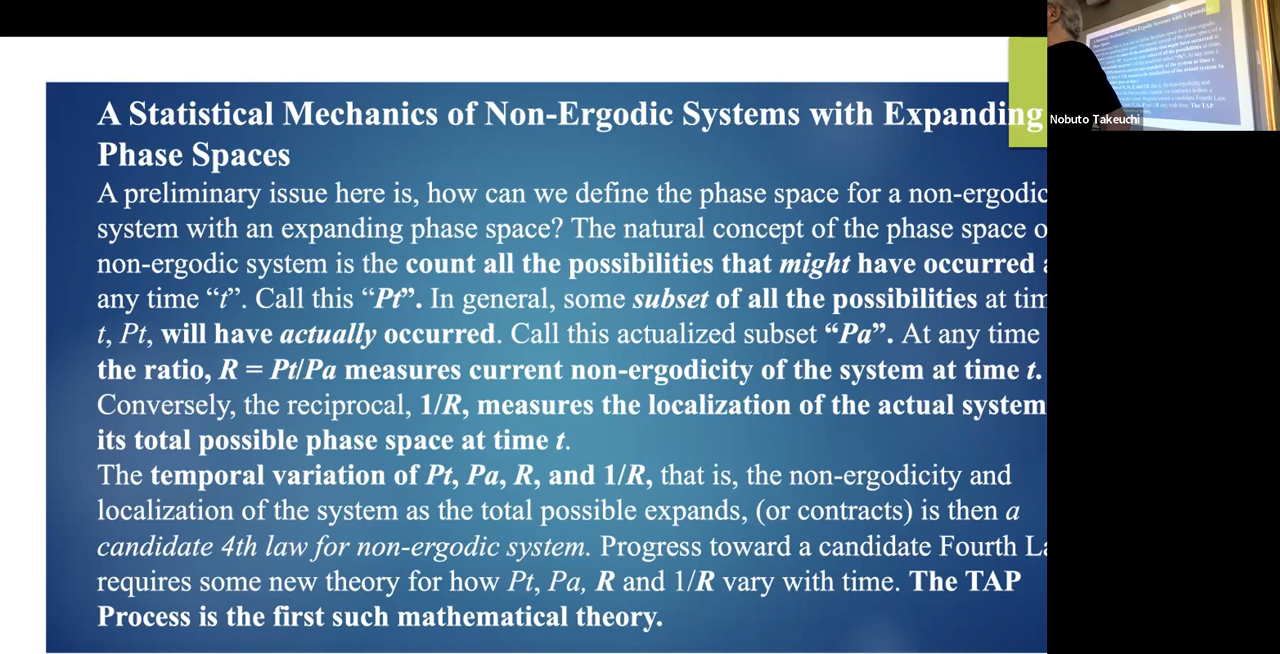 A Statistical Mechanics of Non-Ergodic Systems with Expanding
Phase Spaces
A preliminary issue here is, how can we define the phase space for a non-ergodic
system with an expanding phase space? The natural concept of the phase space o
non-ergodic system is the count all the possibilities that might have occurred
any time “t”. Call this “Pt”. In general, some subset of all the possibilities at tim
t, Pt, will have actually occurred. Call this actualized subset “Pa”. At any time
the ratio, R = Pt/Pa measures current non-ergodicity of the system at time t.
Conversely, the reciprocal, 1/R, measures the localization of the actual system
its total possible phase space at time t.
The temporal variation of Pt, Pa, R, and 1/R, that is, the non-ergodicity and
localization of the system as the total possible expands, (or contracts) is then a
candidate 4th law for non-ergodic system. Progress toward a candidate Fourth La
requires some new theory for how Pt, Pa, R and 1/R vary with time. The TAP
Process is the first such mathematical theory.
Nobuto Takeuchi